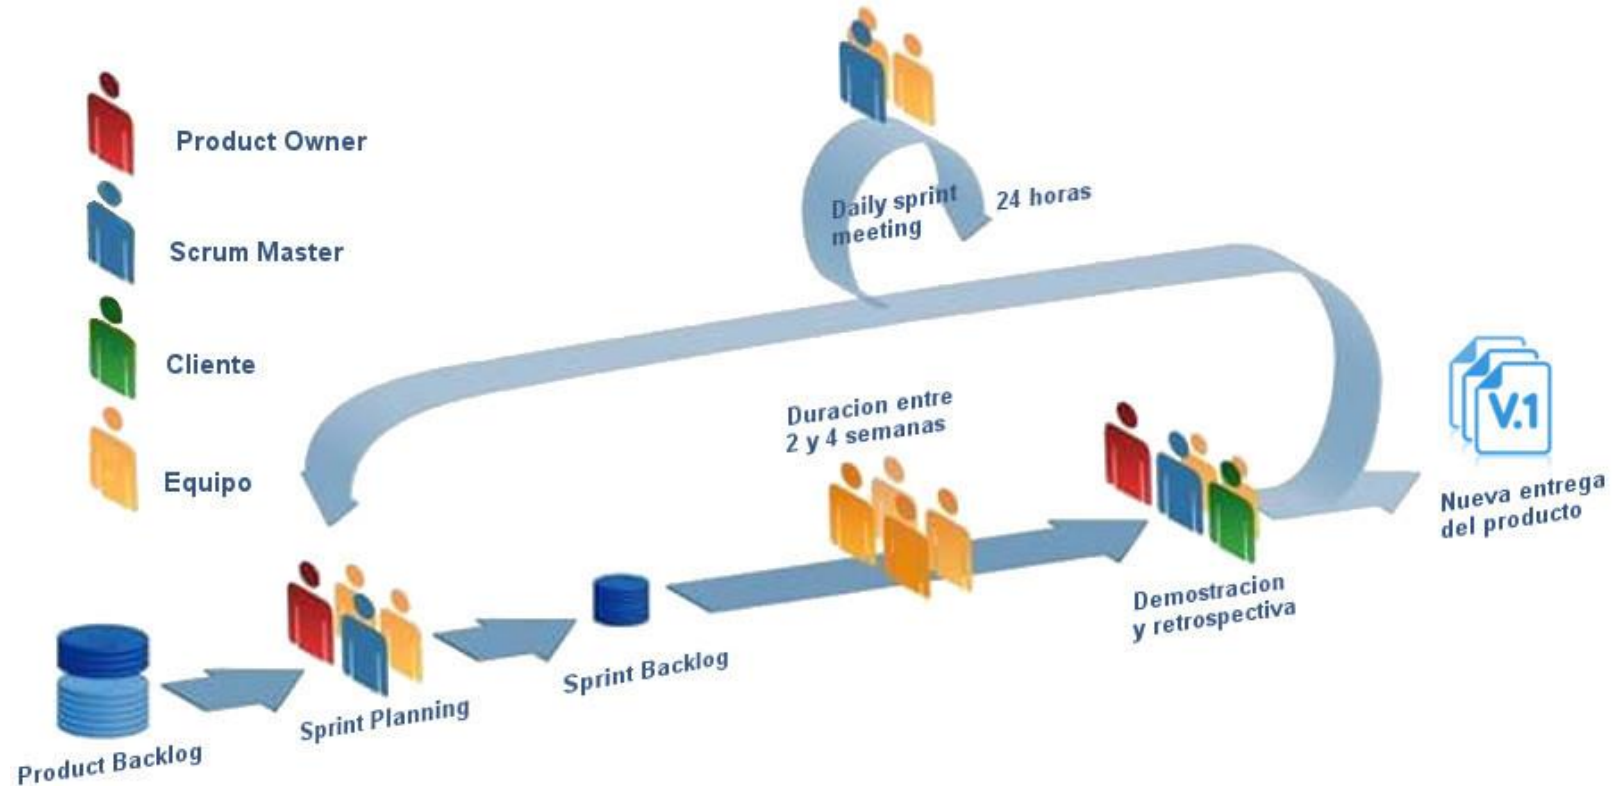 Product Owner
Scrum Master
Cliente
Equipo
Daily sprint
meeting
24 horas
Duracion entre
2 y 4 semanas
V.1
Nueva entrega
del producto
Demostracion
y retrospectiva
Sprint Backlog
Sprint Planning
Product Backlog